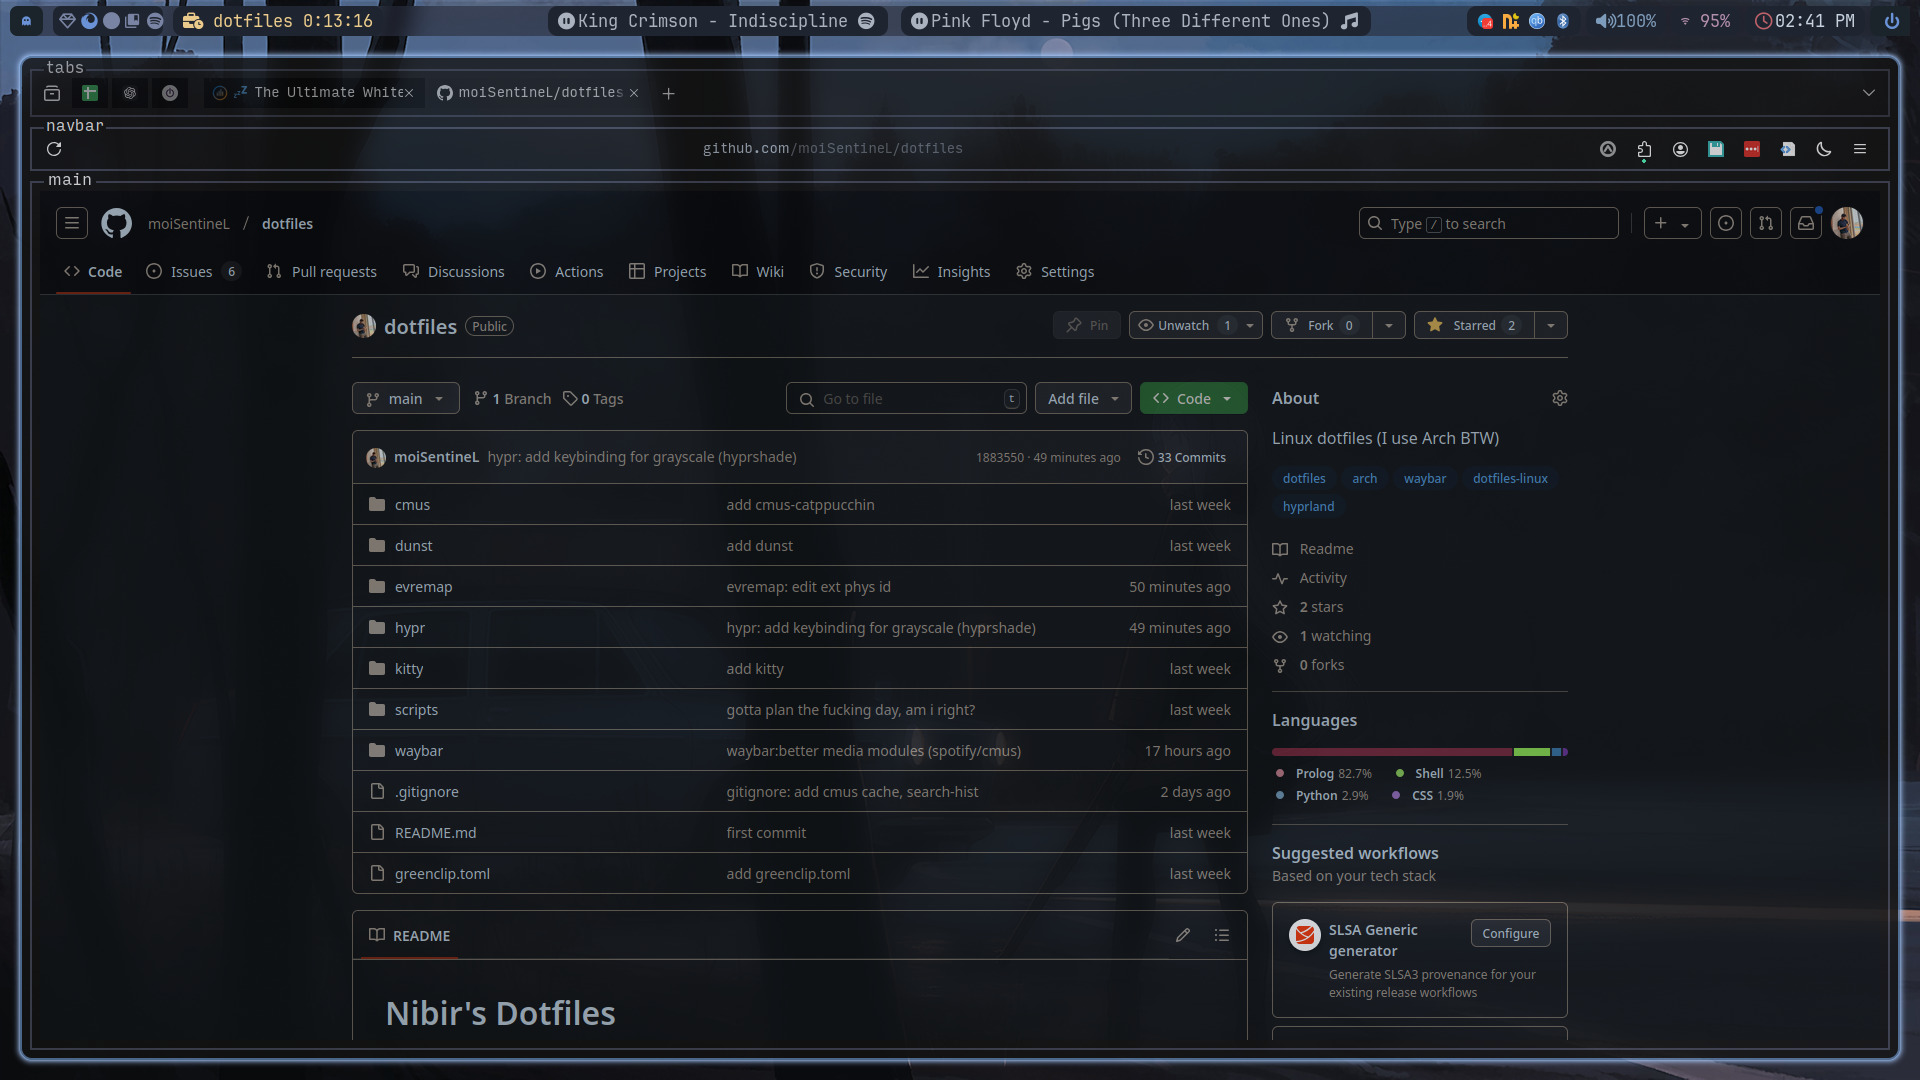 dotfiles 0:13:16
King Crimson - Indiscipline
Pink Floyd - Pigs (Three Different Ones)
100%
95%
02:41 PM
tabs
The Ultimate White
moiSentineL/dotfiles
navbar
github.com/moiSentineL/dotfiles
main
moiSentineL / dotfiles
Type / to search
Code
Issues 6
Pull requests
Discussions
Actions
Projects
Wiki
Security
Insights
Settings
dotfiles Public
Pin
Unwatch 1
Fork 0
Starred 2
main
1 Branch
0 Tags
Go to file t
Add file
Code
moiSentineL hypr: add keybinding for grayscale (hyprshade) 1883550 · 49 minutes ago 33 Commits
cmus add cmus-catppucchin last week
dunst add dunst last week
evremap evremap: edit ext phys id 50 minutes ago
hypr hypr: add keybinding for grayscale (hyprshade) 49 minutes ago
kitty add kitty last week
scripts gotta plan the fucking day, am i right? last week
waybar waybar:better media modules (spotify/cmus) 17 hours ago
.gitignore gitignore: add cmus cache, search-hist 2 days ago
README.md first commit last week
greenclip.toml add greenclip.toml last week
README
Nibir's Dotfiles
About
Linux dotfiles (I use Arch BTW)
dotfiles arch waybar dotfiles-linux
hyprland
Readme
Activity
2 stars
1 watching
0 forks
Languages
Prolog 82.7% Shell 12.5%
Python 2.9% CSS 1.9%
Suggested workflows
Based on your tech stack
SLSA Generic
generator
Configure
Generate SLSA3 provenance for your
existing release workflows